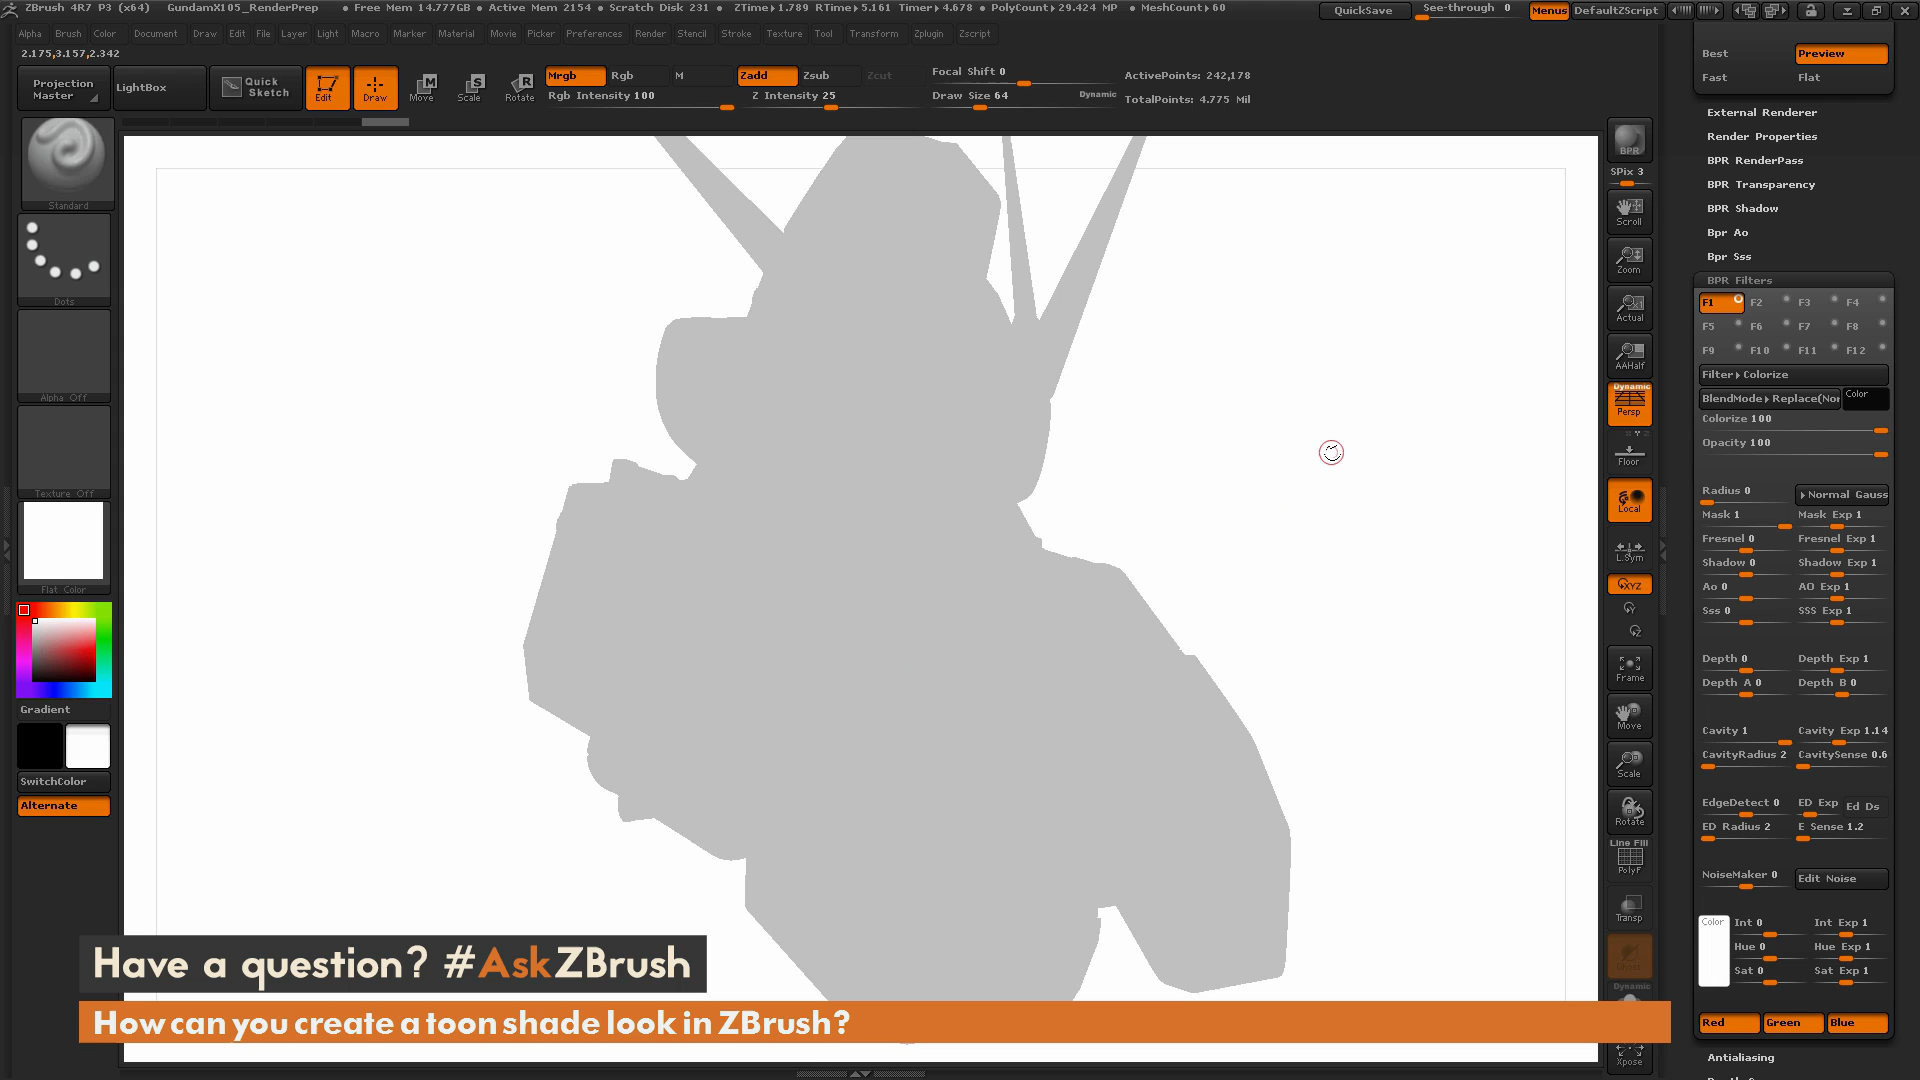 ZBrush 4R7 P3 (x64) GundamX105_RenderPrep • Free Mem 14.777GB • Active Mem 2154 • Scratch Disk 231 • ZTime▸1.789 RTime▸5.161 Timer▸4.678 • PolyCount▸29.424 MP • MeshCount▸60 QuickSave See-through 0 Menus DefaultZScript
Alpha Brush Color Document Draw Edit File Layer Light Macro Marker Material Movie Picker Preferences Render Stencil Stroke Texture Tool Transform Zplugin Zscript
2.175,3.157,2.342
Projection Master
LightBox
Quick Sketch
Edit
Draw
Move
Scale
Rotate
Mrgb Rgb M
Rgb Intensity 100
Zadd Zsub Zcut
Z Intensity 25
Focal Shift 0
Draw Size 64
Dynamic
ActivePoints: 242,178
TotalPoints: 4.775 Mil
Standard
Dots
Alpha Off
Texture Off
Flat Color
Gradient
SwitchColor
Alternate
BPR
SPix 3
Scroll
Zoom
Actual
AAHalf
Dynamic
Persp
Floor
Local
L.Sym
XYZ
Y
Z
Frame
Move
Scale
Rotate
Line Fill
PolyF
Transp
Dynamic
Xpose
Best Preview
Fast Flat
External Renderer
Render Properties
BPR RenderPass
BPR Transparency
BPR Shadow
Bpr Ao
Bpr Sss
BPR Filters
F1 F2 F3 F4
F5 F6 F7 F8
F9 F10 F11 F12
Filter▸Colorize
BlendMode▸Replace(Nor Color
Colorize 100
Opacity 100
Radius 0 ▸Normal Gauss
Mask 1 Mask Exp 1
Fresnel 0 Fresnel Exp 1
Shadow 0 Shadow Exp 1
Ao 0 AO Exp 1
Sss 0 SSS Exp 1
Depth 0 Depth Exp 1
Depth A 0 Depth B 0
Cavity 1 Cavity Exp 1.14
CavityRadius 2 CavitySense 0.6
EdgeDetect 0 ED Exp Ed Ds
ED Radius 2 E Sense 1.2
NoiseMaker 0 Edit Noise
Color Int 0 Int Exp 1
Hue 0 Hue Exp 1
Sat 0 Sat Exp 1
Red Green Blue
Antialiasing
Have a question? #AskZBrush
How can you create a toon shade look in ZBrush?